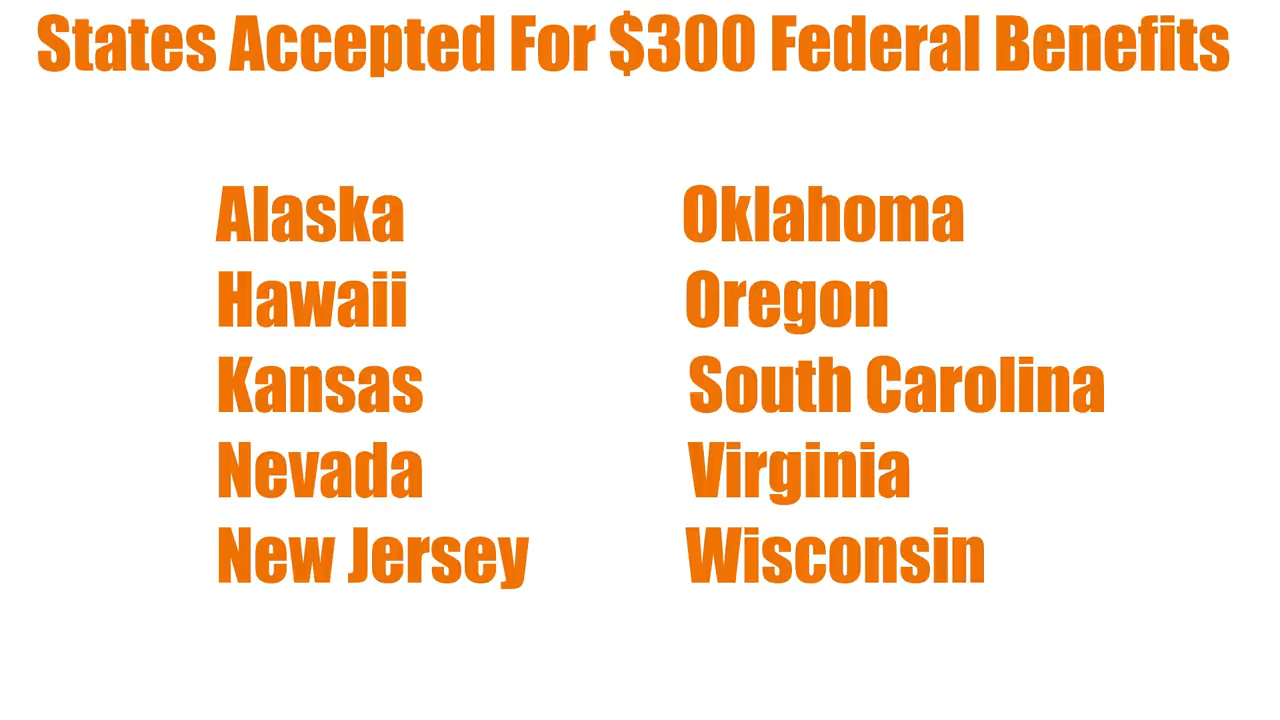 States Accepted For $300 Federal Benefits
Alaska
Hawaii
Kansas
Nevada
New Jersey
Oklahoma
Oregon
South Carolina
Virginia
Wisconsin